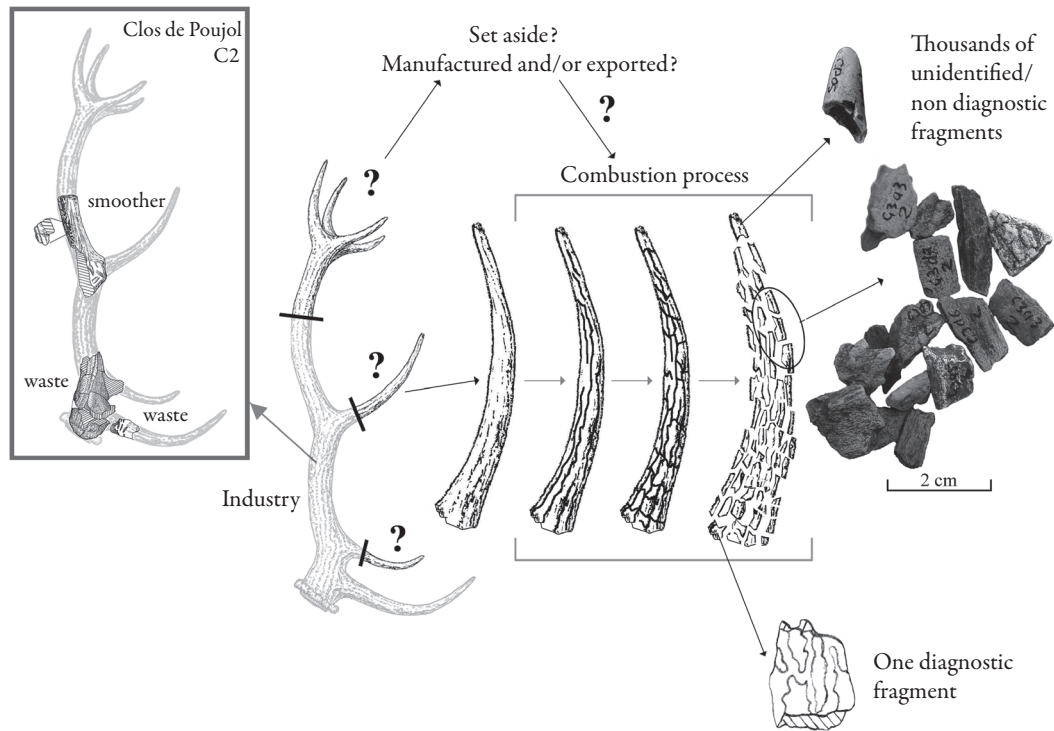 Clos de Poujol
C2
smoother
waste
waste
Set aside?
Manufactured and/or exported?
?
?
?
?
Industry
Combustion process
Thousands of
unidentified/
non diagnostic
fragments
2 cm
One diagnostic
fragment